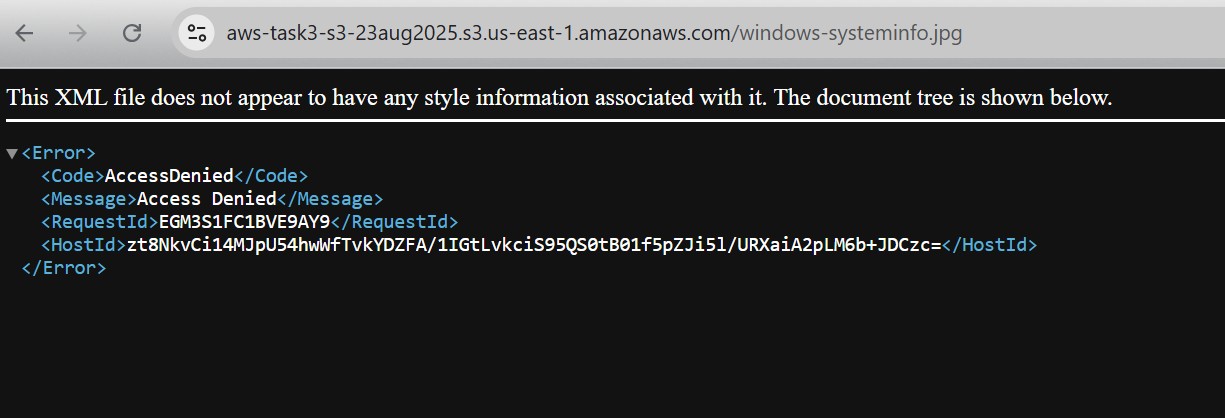 aws-task3-s3-23aug2025.s3.us-east-1.amazonaws.com/windows-systeminfo.jpg
This XML file does not appear to have any style information associated with it. The document tree is shown below.
<Error>
<Code>AccessDenied</Code>
<Message>Access Denied</Message>
<RequestId>EGM3S1FC1BVE9AY9</RequestId>
<HostId>zt8NkvCi14MJpU54hwWfTvkYDZFA/1IGtLvkciS95QS0tB01f5pZJi5l/URXaiA2pLM6b+JDCzc=</HostId>
</Error>